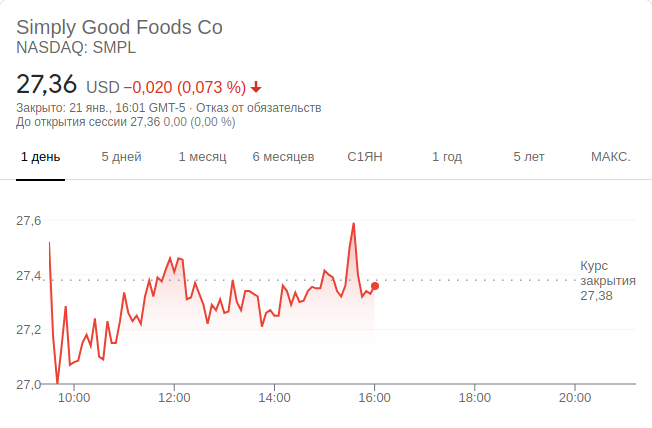 Simply Good Foods Co
NASDAQ: SMPL
27,36 USD −0,020 (0,073 %)
Закрыто: 21 янв., 16:01 GMT-5 · Отказ от обязательств
До открытия сессии 27,36 0,00 (0,00 %)
1 день 5 дней 1 месяц 6 месяцев С1ЯН 1 год 5 лет МАКС.
27,6
27,4
27,2
27,0
Курс
закрытия
27,38
10:00 12:00 14:00 16:00 18:00 20:00